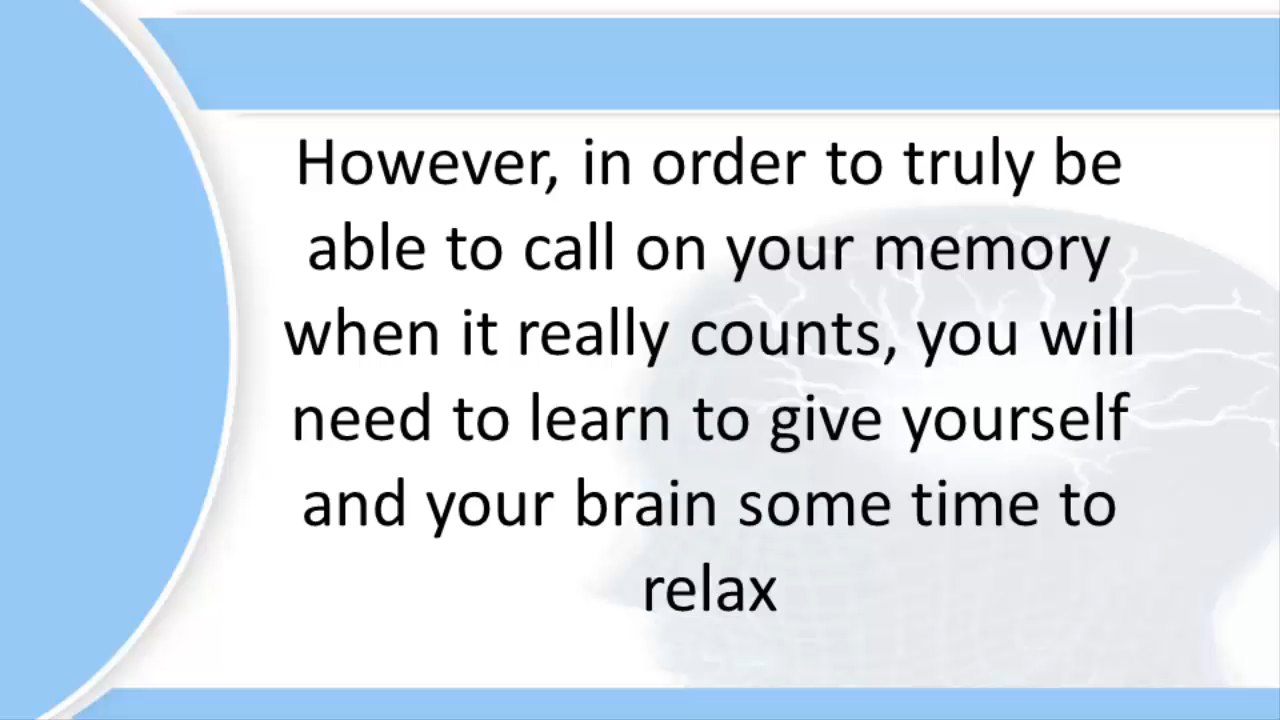 However, in order to truly be
able to call on your memory
when it really counts, you will
need to learn to give yourself
and your brain some time to
relax